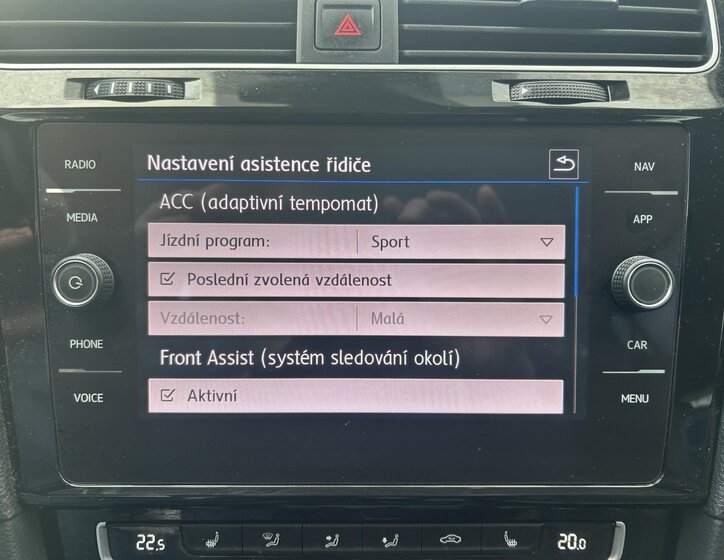 RADIO
MEDIA
PHONE
VOICE
Nastavení asistence řidiče
ACC (adaptivní tempomat)
Jízdní program: Sport
Poslední zvolená vzdálenost
Vzdálenost: Malá
Front Assist (systém sledování okolí)
Aktivní
NAV
APP
CAR
MENU
22.5
20.0